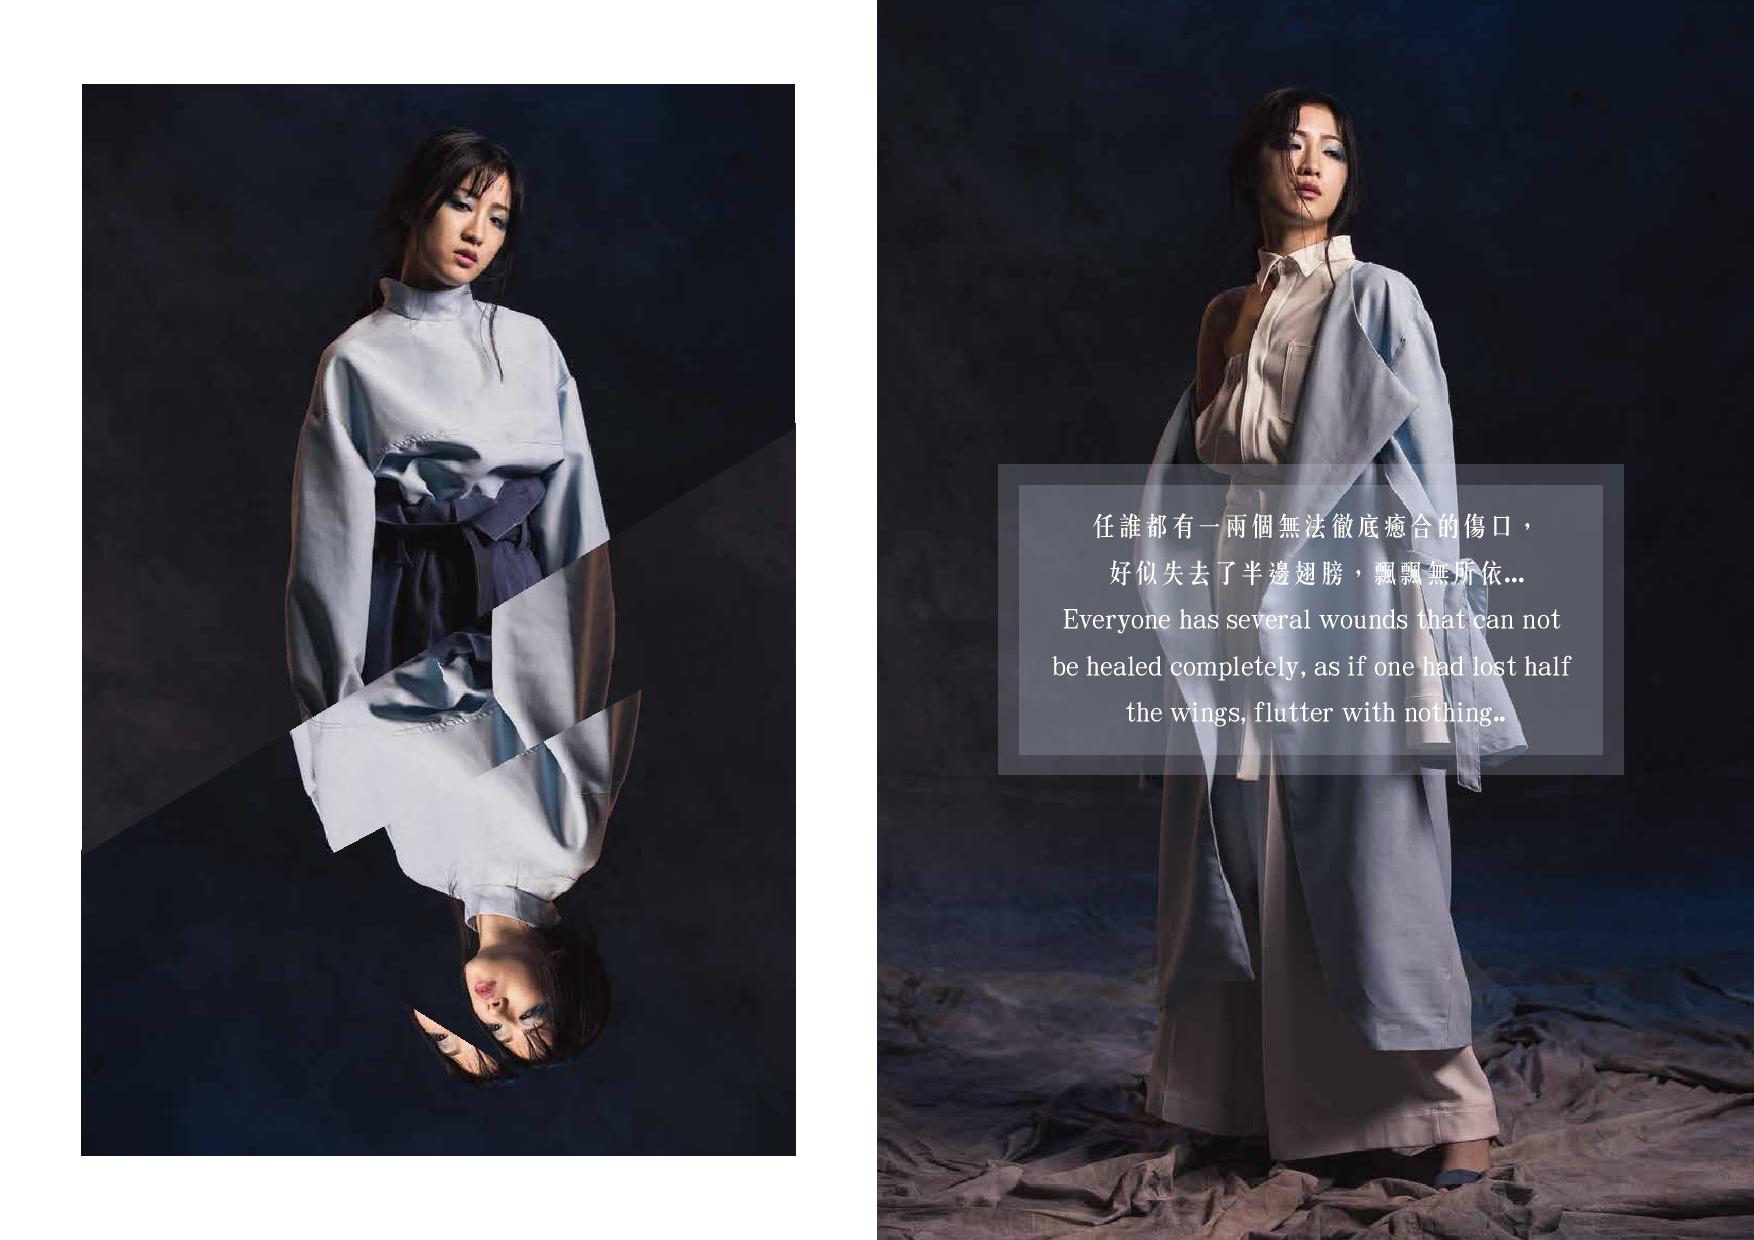 任誰都有一兩個無法徹底癒合的傷口，
好似失去了半邊翅膀，飄飄無所依...
Everyone has several wounds that can not
be healed completely, as if one had lost half
the wings, flutter with nothing..